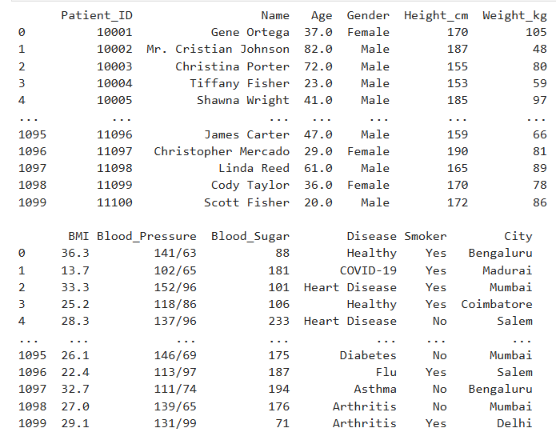 Patient_ID Name Age Gender Height_cm Weight_kg
0 10001 Gene Ortega 37.0 Female 170 105
1 10002 Mr. Cristian Johnson 82.0 Male 187 48
2 10003 Christina Porter 72.0 Male 155 80
3 10004 Tiffany Fisher 23.0 Male 153 59
4 10005 Shawna Wright 41.0 Male 185 97
... ... ... ... ... ... ...
1095 11096 James Carter 47.0 Male 159 66
1096 11097 Christopher Mercado 29.0 Female 190 81
1097 11098 Linda Reed 61.0 Male 165 89
1098 11099 Cody Taylor 36.0 Female 170 78
1099 11100 Scott Fisher 20.0 Male 172 86
BMI Blood_Pressure Blood_Sugar Disease Smoker City
0 36.3 141/63 88 Healthy Yes Bengaluru
1 13.7 102/65 181 COVID-19 Yes Madurai
2 33.3 152/96 101 Heart Disease Yes Mumbai
3 25.2 118/86 106 Healthy Yes Coimbatore
4 28.3 137/96 233 Heart Disease No Salem
... ... ... ... ... ... ...
1095 26.1 146/69 175 Diabetes No Mumbai
1096 22.4 113/97 187 Flu Yes Salem
1097 32.7 111/74 194 Asthma No Bengaluru
1098 27.0 139/65 176 Arthritis No Mumbai
1099 29.1 131/99 71 Arthritis Yes Delhi